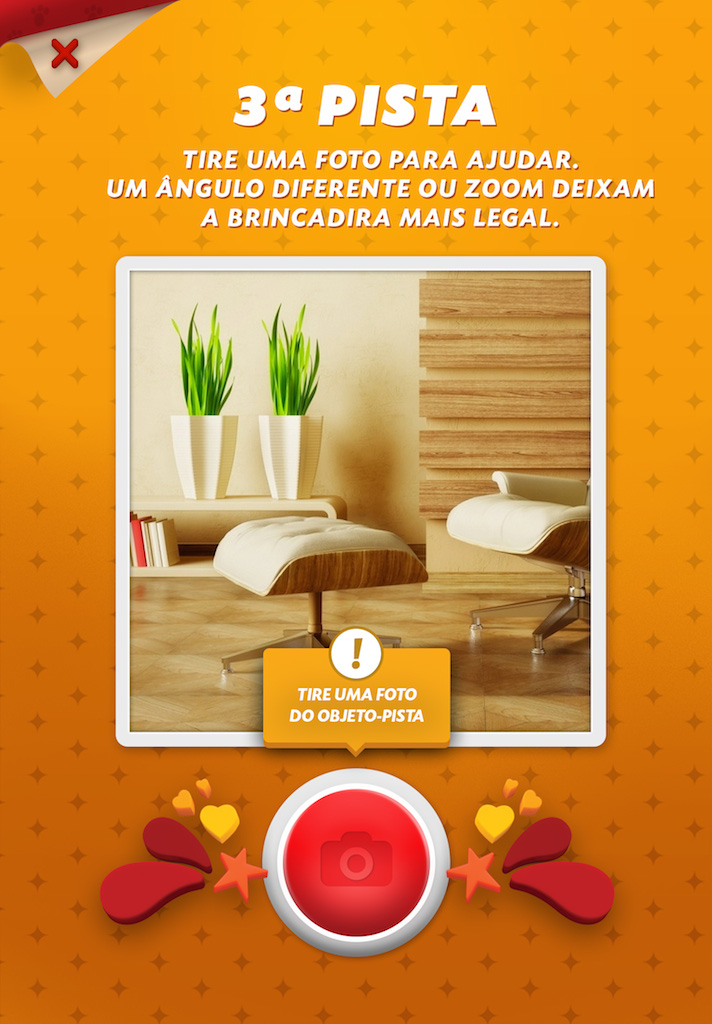 3ª PISTA
TIRE UMA FOTO PARA AJUDAR.
UM ÂNGULO DIFERENTE OU ZOOM DEIXAM
A BRINCADIRA MAIS LEGAL.
!
TIRE UMA FOTO
DO OBJETO-PISTA